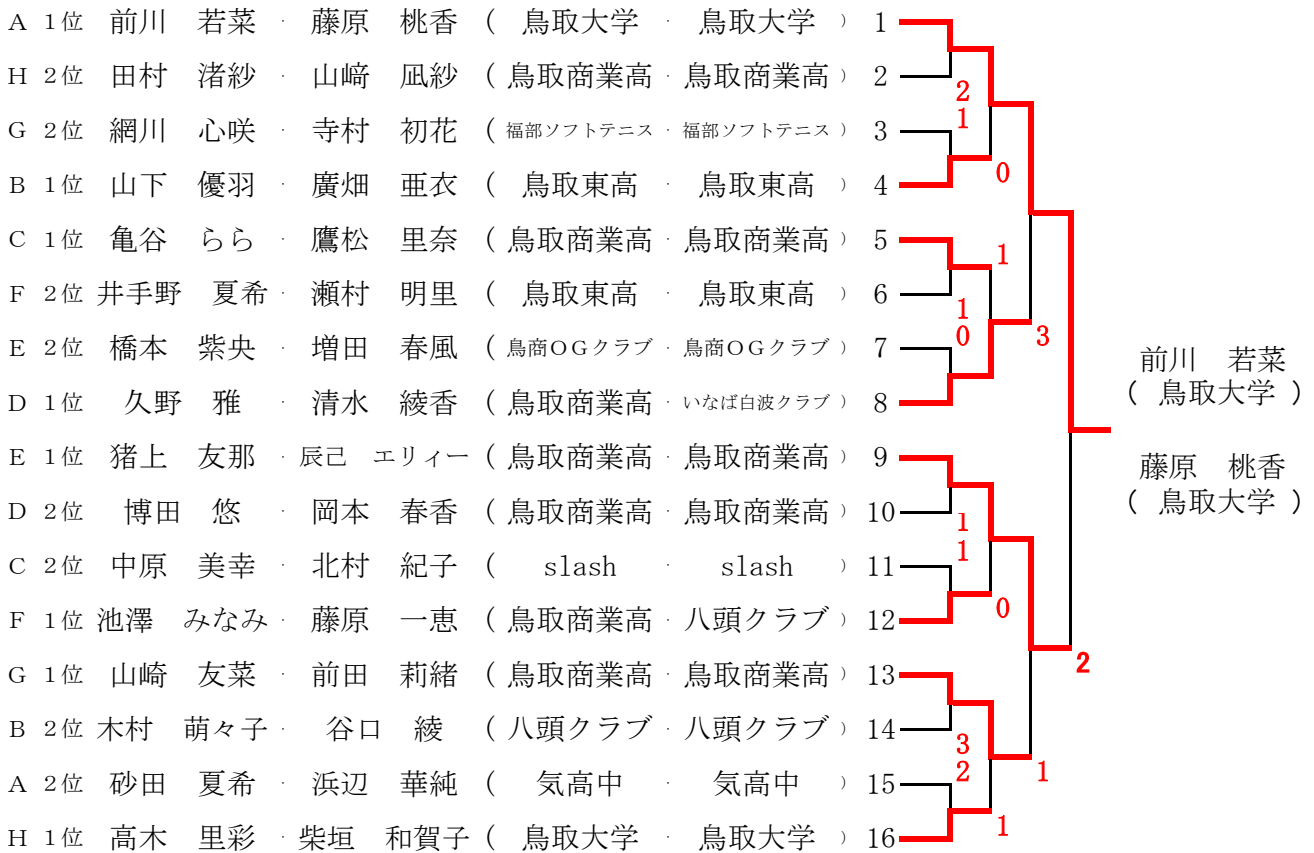 A 1位 前川 若菜 · 藤原 桃香 ( 鳥取大学 · 鳥取大学 ) 1
H 2位 田村 渚紗 · 山﨑 凪紗 ( 鳥取商業高 · 鳥取商業高 ) 2
2
G 2位 網川 心咲 · 寺村 初花 ( 福部ソフトテニス · 福部ソフトテニス ) 3
1
0
B 1位 山下 優羽 · 廣畑 亜衣 ( 鳥取東高 · 鳥取東高 ) 4
C 1位 亀谷 らら · 鷹松 里奈 ( 鳥取商業高 · 鳥取商業高 ) 5
1
F 2位 井手野 夏希 · 瀬村 明里 ( 鳥取東高 · 鳥取東高 ) 6
1
0
3
E 2位 橋本 紫央 · 増田 春風 ( 鳥商OGクラブ · 鳥商OGクラブ ) 7
前川 若菜
( 鳥取大学 )
D 1位 久野 雅 · 清水 綾香 ( 鳥取商業高 · いなば白波クラブ ) 8
E 1位 猪上 友那 · 辰己 エリィー ( 鳥取商業高 · 鳥取商業高 ) 9
藤原 桃香
( 鳥取大学 )
D 2位 博田 悠 · 岡本 春香 ( 鳥取商業高 · 鳥取商業高 ) 10
1
1
C 2位 中原 美幸 · 北村 紀子 ( slash · slash ) 11
0
F 1位 池澤 みなみ · 藤原 一恵 ( 鳥取商業高 · 八頭クラブ ) 12
2
G 1位 山崎 友菜 · 前田 莉緒 ( 鳥取商業高 · 鳥取商業高 ) 13
B 2位 木村 萌々子 · 谷口 綾 ( 八頭クラブ · 八頭クラブ ) 14
3
2
1
A 2位 砂田 夏希 · 浜辺 華純 ( 気高中 · 気高中 ) 15
1
H 1位 高木 里彩 · 柴垣 和賀子 ( 鳥取大学 · 鳥取大学 ) 16